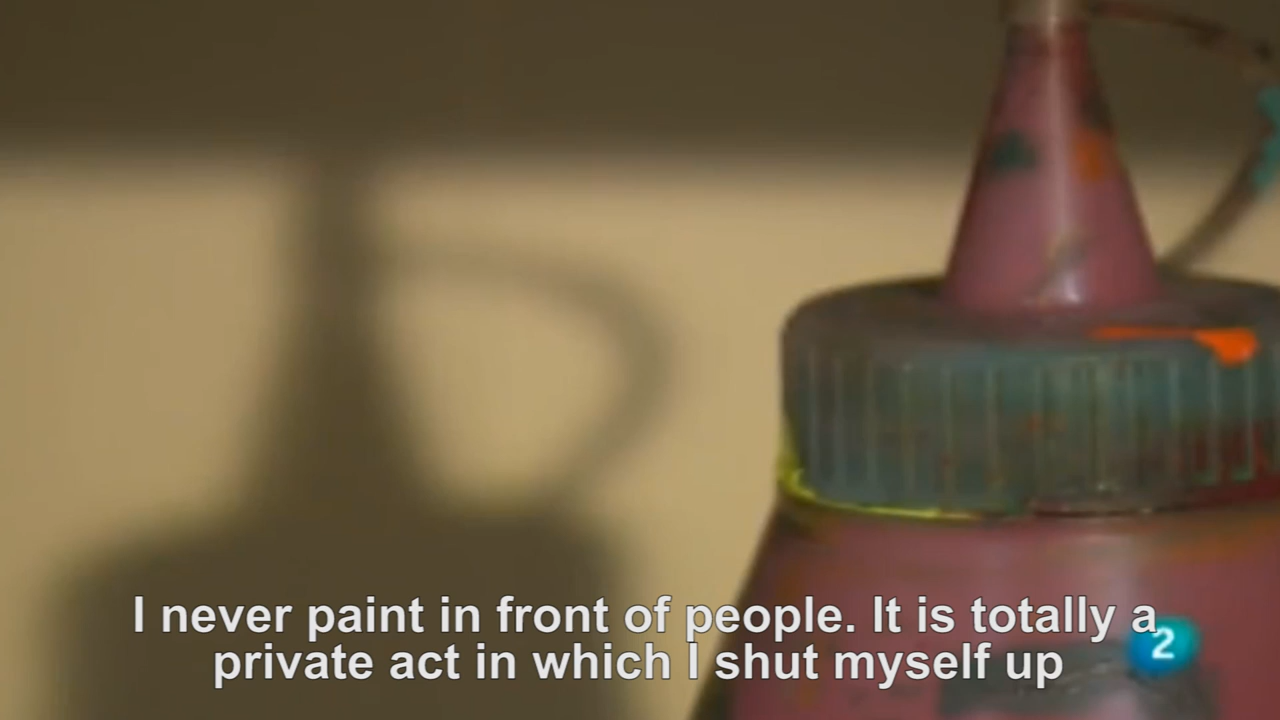 I never paint in front of people. It is totally a
private act in which I shut myself up
2